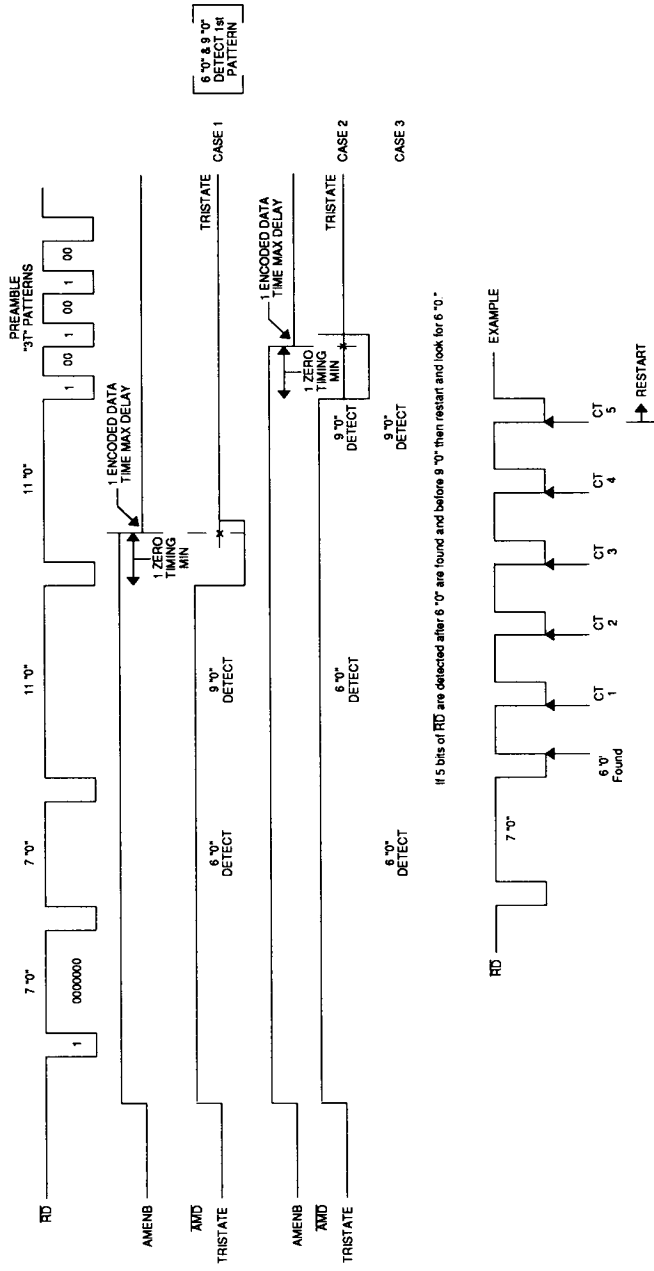 7 "0"
7 "0"
11 "0"
11 "0"
PREAMBLE
"3T" PATTERNS
R̅D̅
1
0000000
1
00
1
00
1
00
AMENB
1 ENCODED DATA
TIME MAX DELAY
1 ZERO
TIMING
MIN
A̅M̅D̅
TRISTATE
6 "0"
DETECT
9 "0"
DETECT
TRISTATE
CASE 1
6 "0" & 9 "0"
DETECT 1st
PATTERN
AMENB
1 ENCODED DATA
TIME MAX DELAY
1 ZERO
TIMING
MIN
A̅M̅D̅
TRISTATE
6 "0"
DETECT
9 "0"
DETECT
TRISTATE
CASE 2
6 "0"
DETECT
9 "0"
DETECT
CASE 3
If 5 bits of R̅D̅ are detected after 6 "0" are found and before 9 "0" then restart and look for 6 "0."
R̅D̅
7 "0"
EXAMPLE
6 '0'
Found
CT
1
CT
2
CT
3
CT
4
CT
5
RESTART